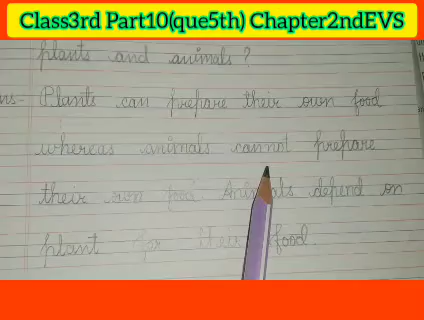 Class3rd Part10(que5th) Chapter2ndEVS
plants and animals?
ns- Plants can prepare their own food
whereas animals cannot prepare
their own food. Animals depend on
plant for their food.